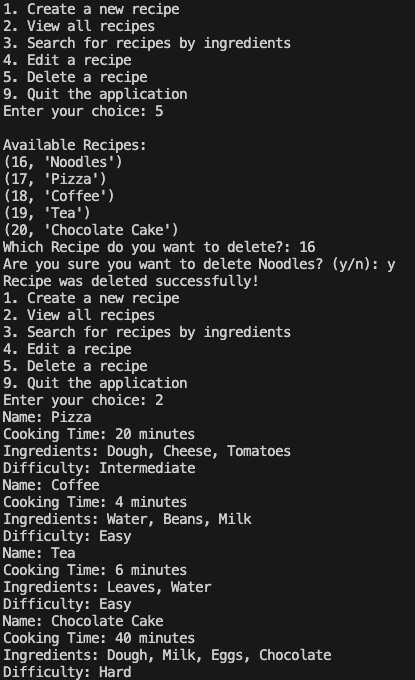 1. Create a new recipe
2. View all recipes
3. Search for recipes by ingredients
4. Edit a recipe
5. Delete a recipe
9. Quit the application
Enter your choice: 5

Available Recipes:
(16, 'Noodles')
(17, 'Pizza')
(18, 'Coffee')
(19, 'Tea')
(20, 'Chocolate Cake')
Which Recipe do you want to delete?: 16
Are you sure you want to delete Noodles? (y/n): y
Recipe was deleted successfully!
1. Create a new recipe
2. View all recipes
3. Search for recipes by ingredients
4. Edit a recipe
5. Delete a recipe
9. Quit the application
Enter your choice: 2
Name: Pizza
Cooking Time: 20 minutes
Ingredients: Dough, Cheese, Tomatoes
Difficulty: Intermediate
Name: Coffee
Cooking Time: 4 minutes
Ingredients: Water, Beans, Milk
Difficulty: Easy
Name: Tea
Cooking Time: 6 minutes
Ingredients: Leaves, Water
Difficulty: Easy
Name: Chocolate Cake
Cooking Time: 40 minutes
Ingredients: Dough, Milk, Eggs, Chocolate
Difficulty: Hard